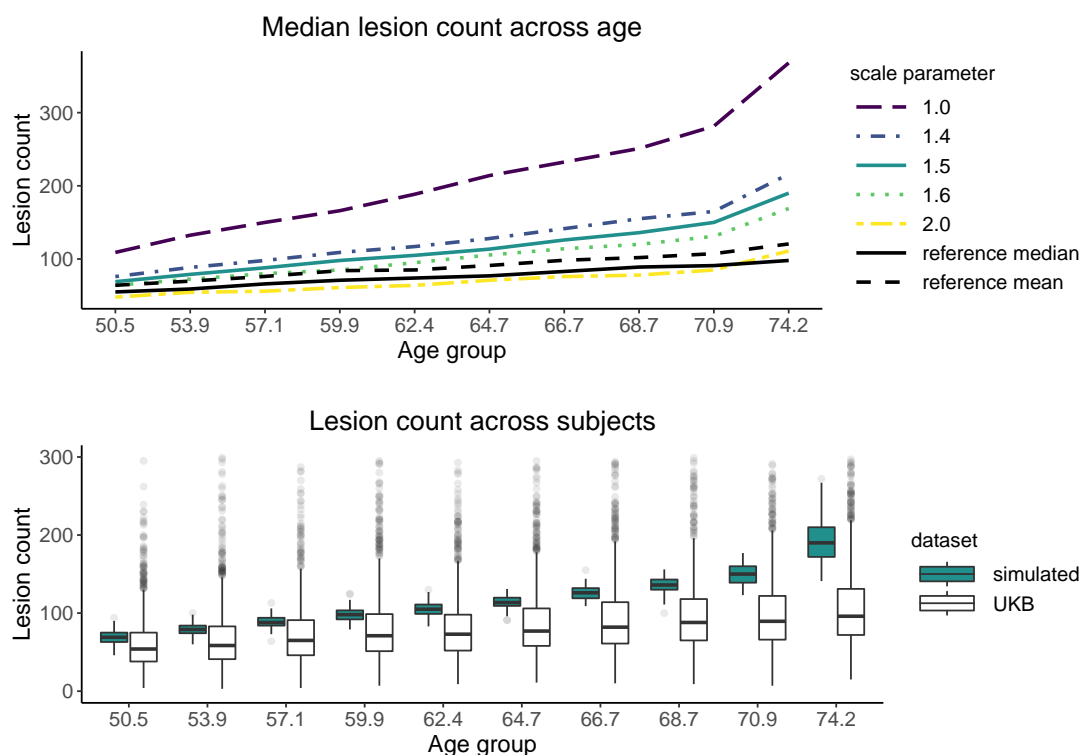 Median lesion count across age
Lesion count
300
200
100
50.5 53.9 57.1 59.9 62.4 64.7 66.7 68.7 70.9 74.2
Age group
scale parameter
1.0
1.4
1.5
1.6
2.0
reference median
reference mean
Lesion count across subjects
Lesion count
300
200
100
0
50.5 53.9 57.1 59.9 62.4 64.7 66.7 68.7 70.9 74.2
Age group
dataset
simulated
UKB